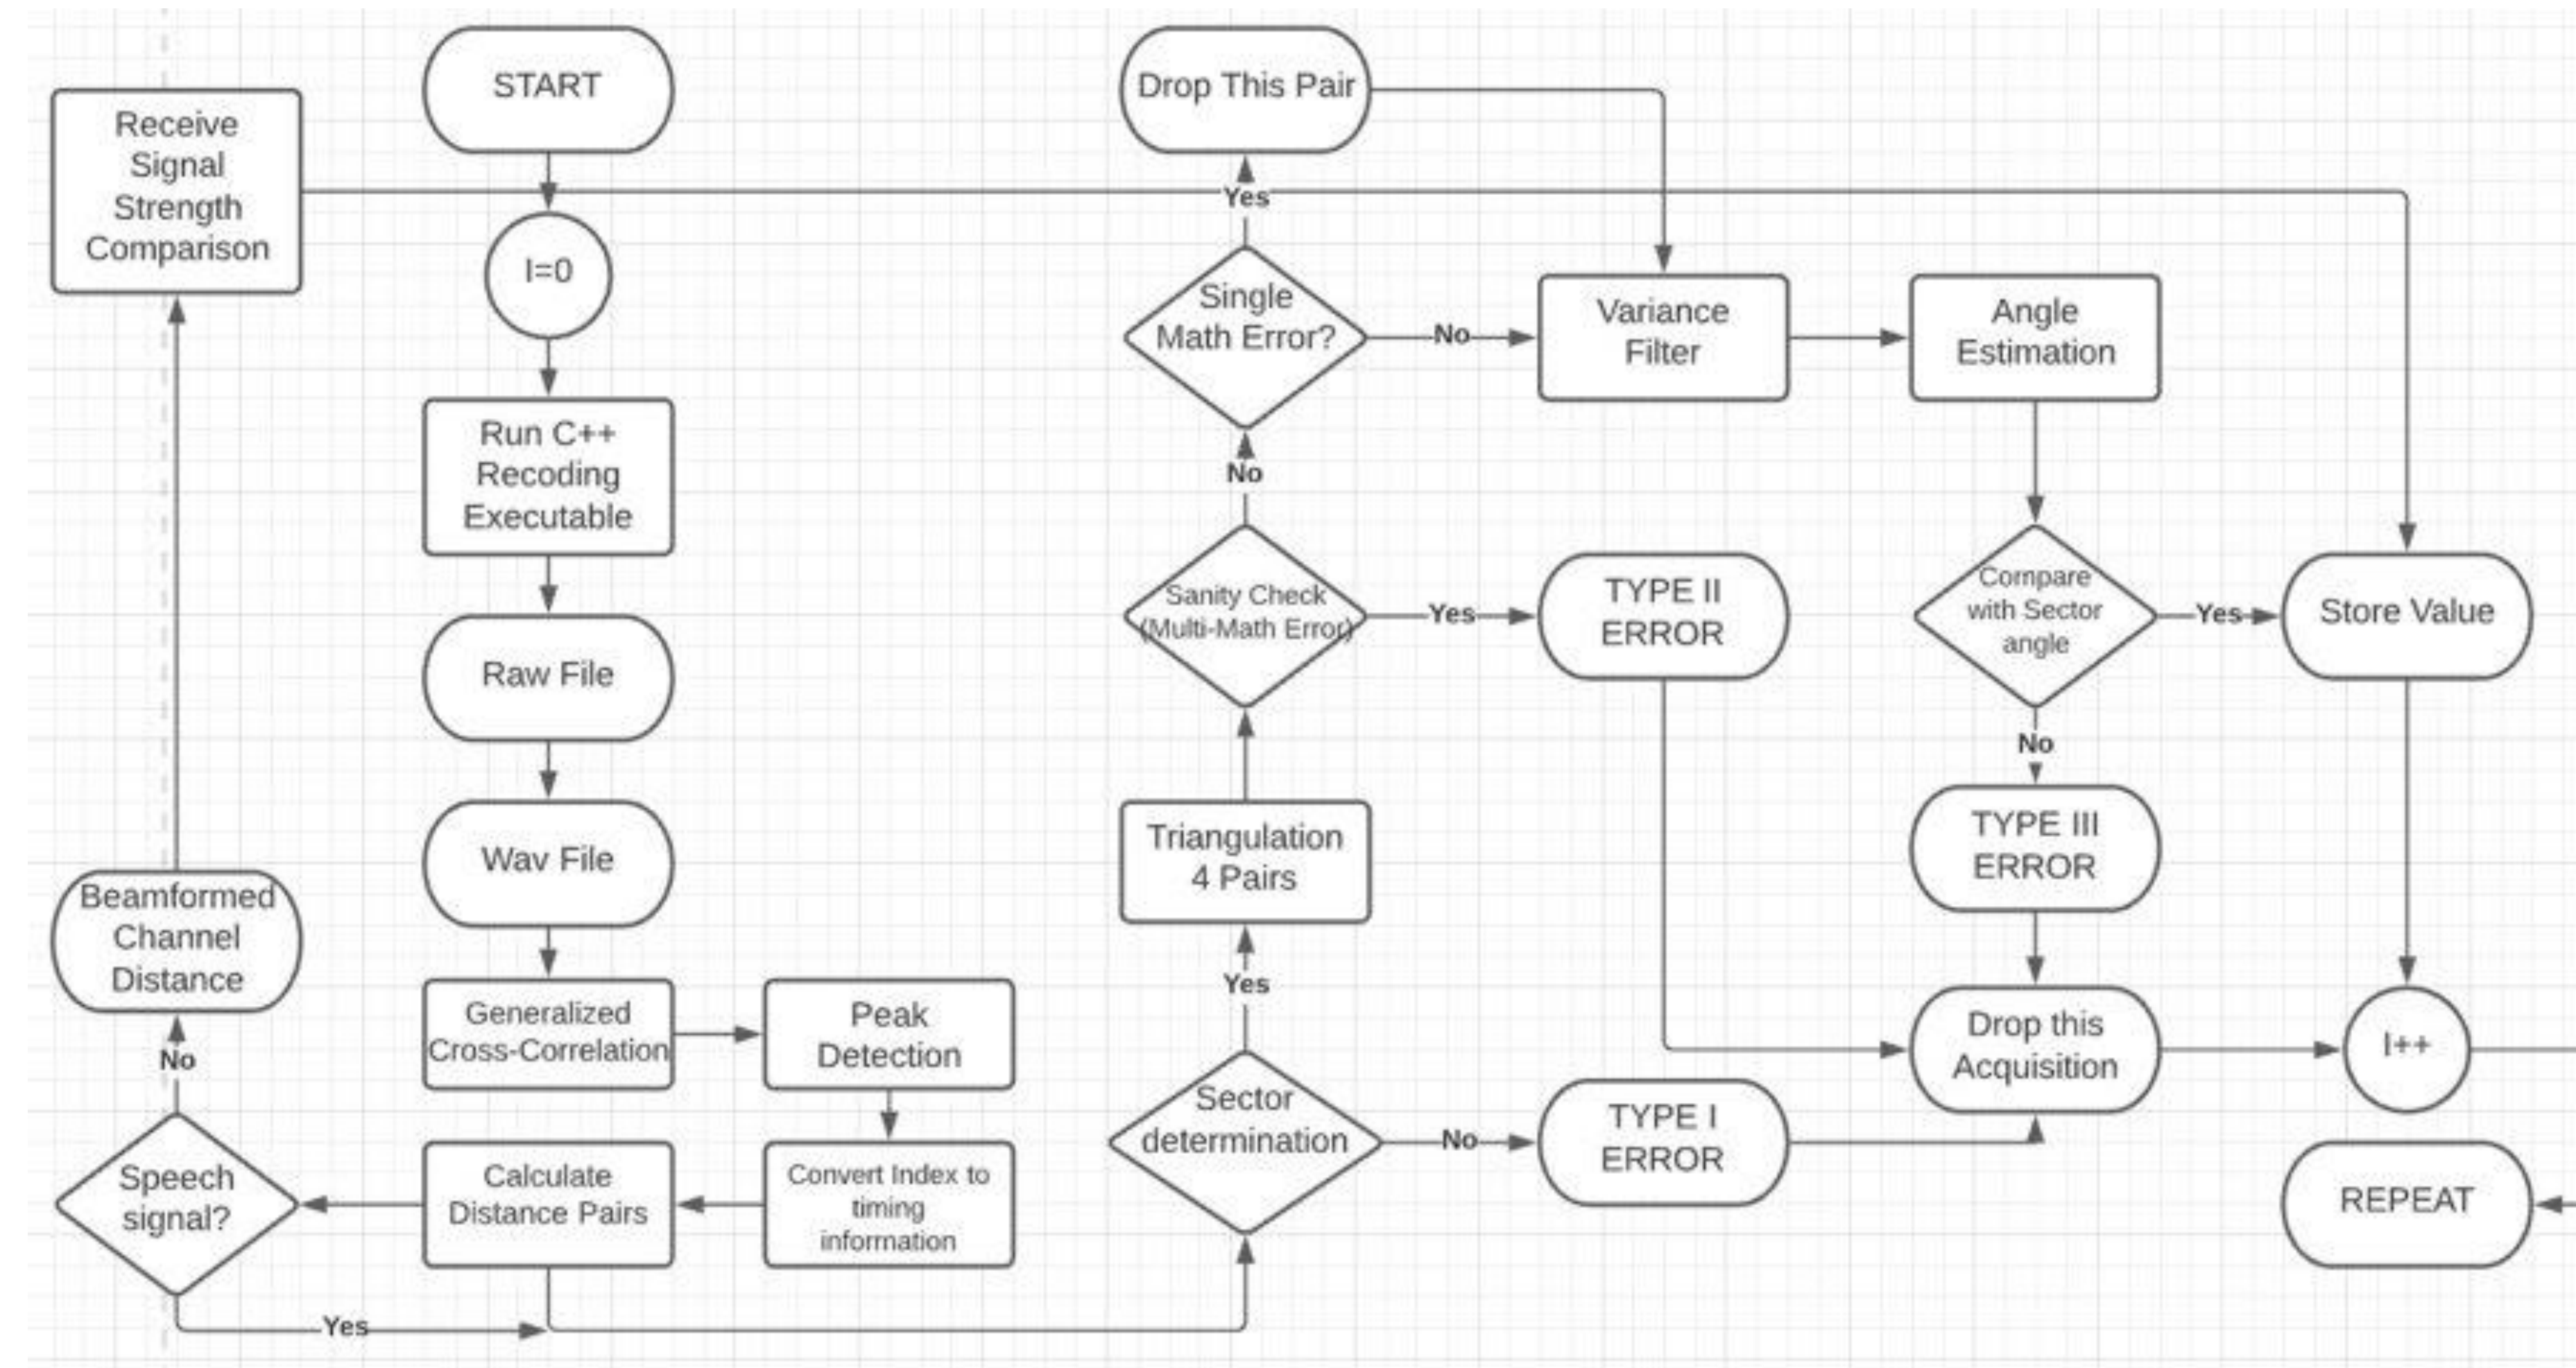 START
Receive
Signal
Strength
Comparison
I=0
Run C++
Recoding
Executable
Raw File
Wav File
Beamformed
Channel
Distance
No
Generalized
Cross-Correlation
Peak
Detection
Speech
signal?
Calculate
Distance Pairs
Convert Index to
timing
information
Yes
Drop This Pair
Yes
Single
Math Error?
No
Variance
Filter
Angle
Estimation
No
Sanity Check
(Multi-Math Error)
Yes
TYPE II
ERROR
Compare
with Sector
angle
Yes
Store Value
No
Triangulation
4 Pairs
TYPE III
ERROR
Yes
Drop this
Acquisition
I++
Sector
determination
No
TYPE I
ERROR
REPEAT